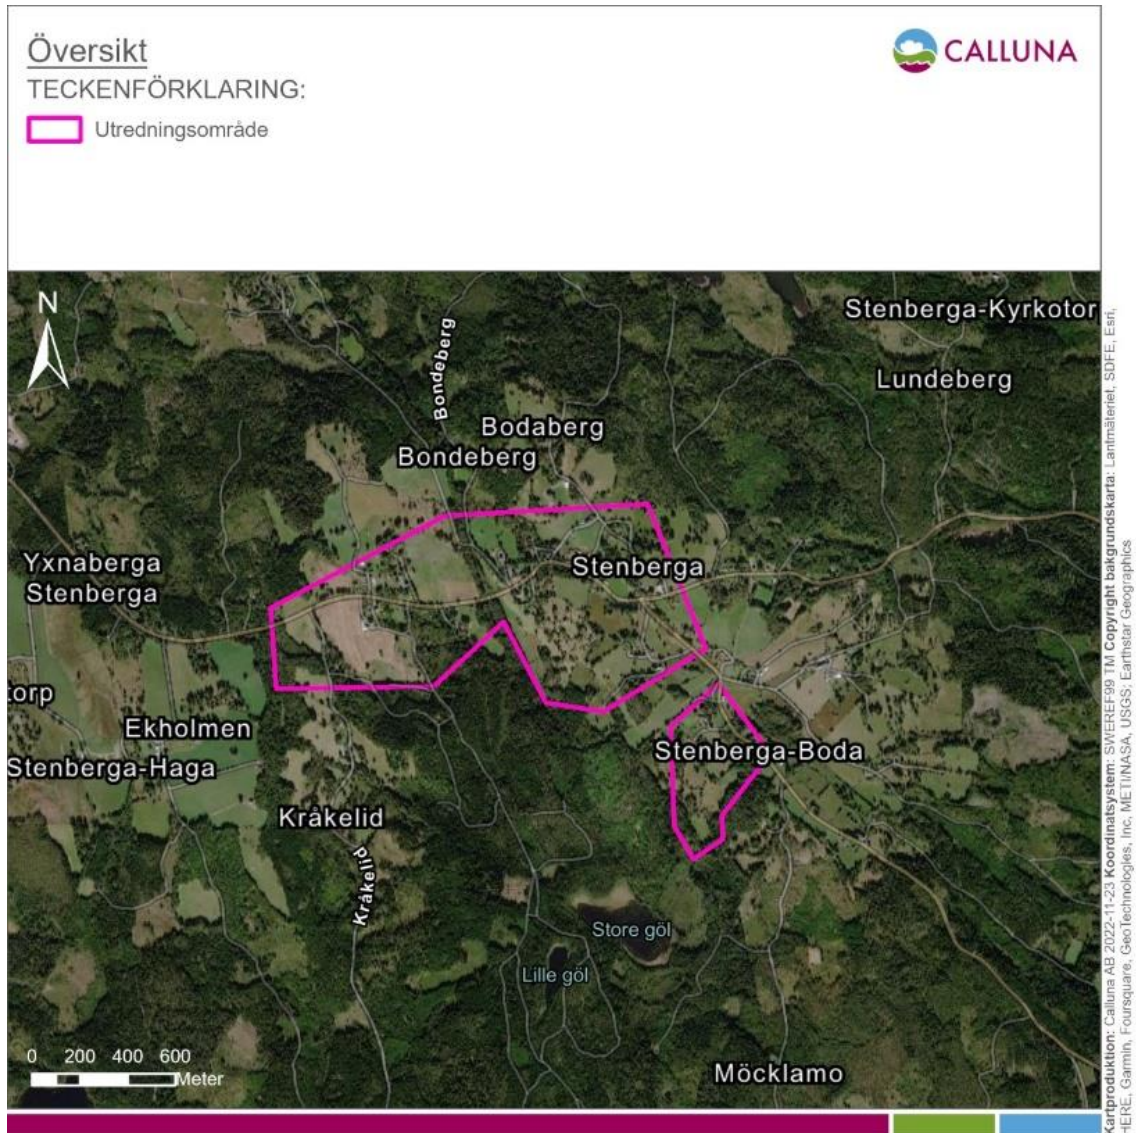 Översikt
CALLUNA
TECKENFÖRKLARING:
Utredningsområde
N
Stenberga-Kyrkotor
Bondeberg
Lundeberg
Bodaberg
Bondeberg
Yxnaberga
Stenberga
Stenberga
torp
Ekholmen
Stenberga-Haga
Stenberga-Boda
Kråkelid
Kråkelid
Store göl
Lille göl
0 200 400 600
Meter
Möcklamo
Kartproduktion: Calluna AB 2022-11-23 Koordinatsystem: SWEREF99 TM Copyright bakgrundskarta: Lantmäteriet, SDFE, Esri,
HERE, Garmin, Foursquare, GeoTechnologies, Inc, METI/NASA, USGS; Earthstar Geographics